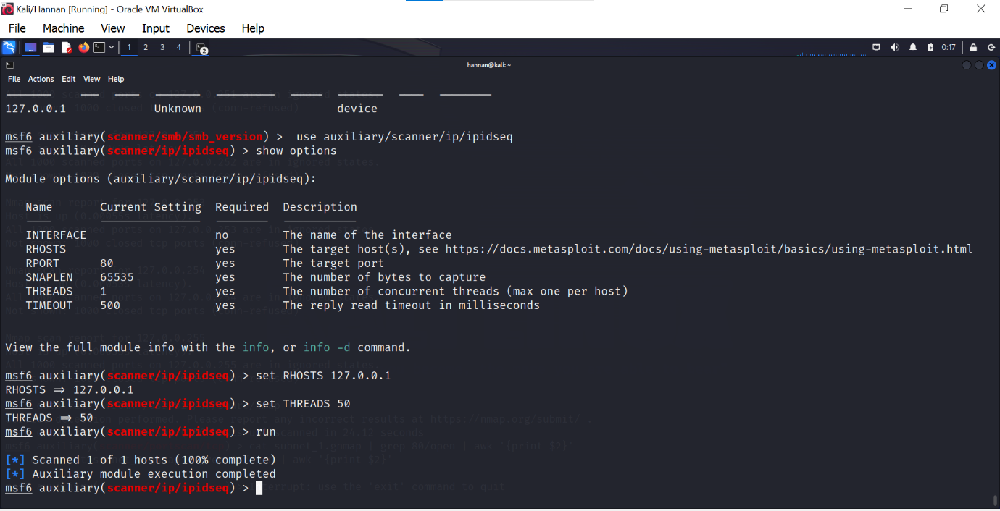 Kali/Hannan [Running] - Oracle VM VirtualBox
File Machine View Input Devices Help
1 2 3 4 2 0:17
hannan@kali: ~
File Actions Edit View Help
127.0.0.1 Unknown device
msf6 auxiliary(scanner/smb/smb_version) > use auxiliary/scanner/ip/ipidseq
msf6 auxiliary(scanner/ip/ipidseq) > show options
Module options (auxiliary/scanner/ip/ipidseq):
Name Current Setting Required Description
INTERFACE no The name of the interface
RHOSTS yes The target host(s), see https://docs.metasploit.com/docs/using-metasploit/basics/using-metasploit.html
RPORT 80 yes The target port
SNAPLEN 65535 yes The number of bytes to capture
THREADS 1 yes The number of concurrent threads (max one per host)
TIMEOUT 500 yes The reply read timeout in milliseconds
View the full module info with the info, or info -d command.
msf6 auxiliary(scanner/ip/ipidseq) > set RHOSTS 127.0.0.1
RHOSTS => 127.0.0.1
msf6 auxiliary(scanner/ip/ipidseq) > set THREADS 50
THREADS => 50
msf6 auxiliary(scanner/ip/ipidseq) > run
[*] Scanned 1 of 1 hosts (100% complete)
[*] Auxiliary module execution completed
msf6 auxiliary(scanner/ip/ipidseq) >